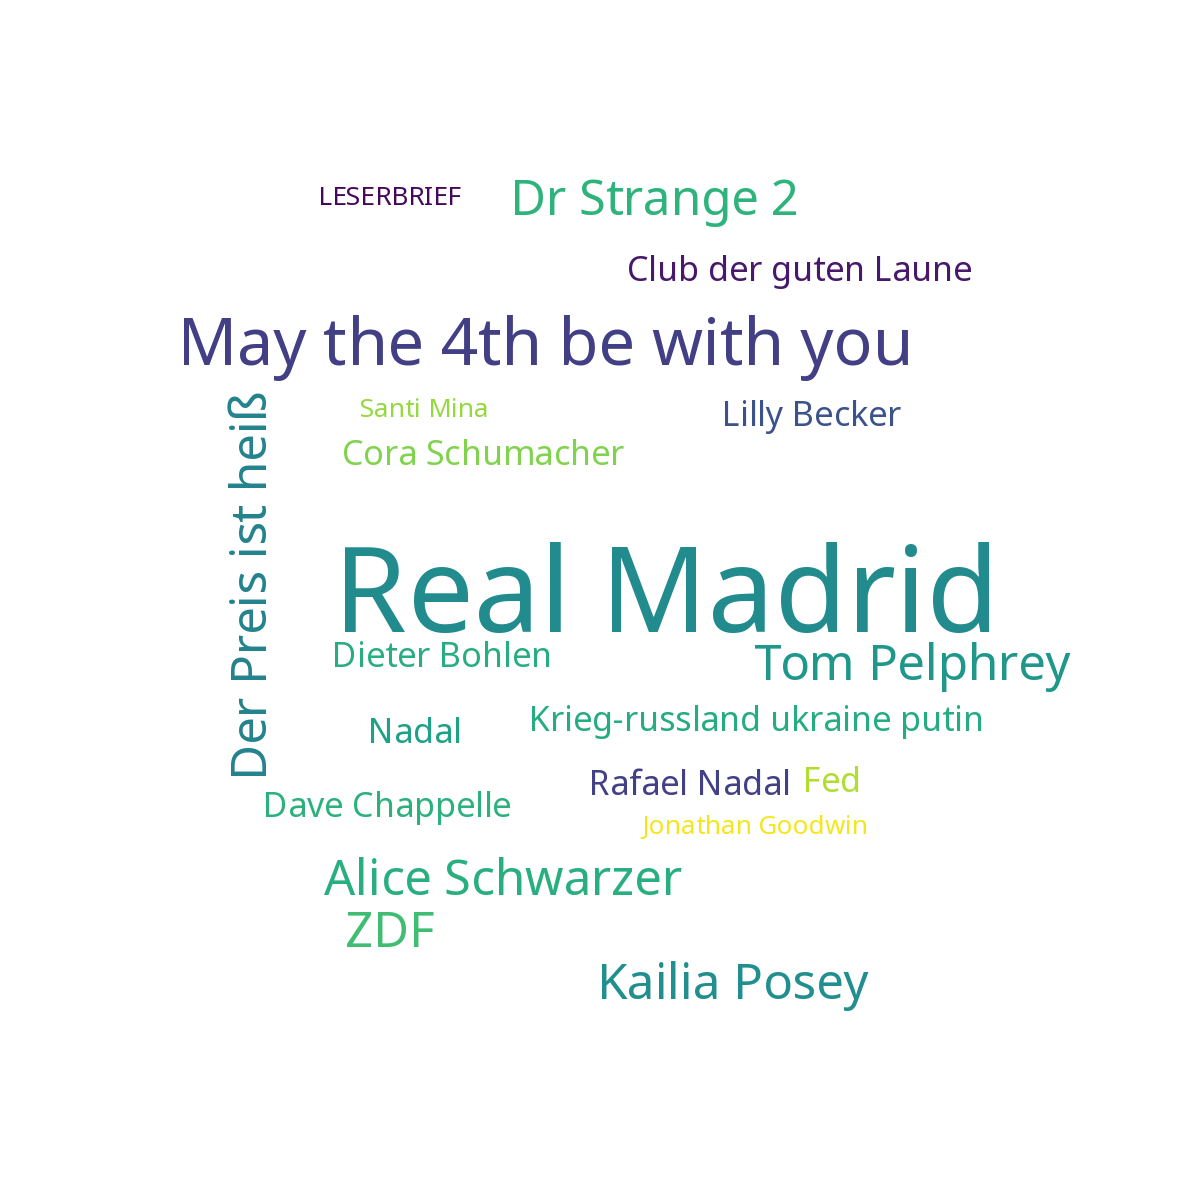 LESERBRIEF
Dr Strange 2
Club der guten Laune
May the 4th be with you
Santi Mina
Lilly Becker
Cora Schumacher
Der Preis ist heiß
Real Madrid
Dieter Bohlen
Tom Pelphrey
Nadal
Krieg-russland ukraine putin
Rafael Nadal
Fed
Dave Chappelle
Jonathan Goodwin
Alice Schwarzer
ZDF
Kailia Posey